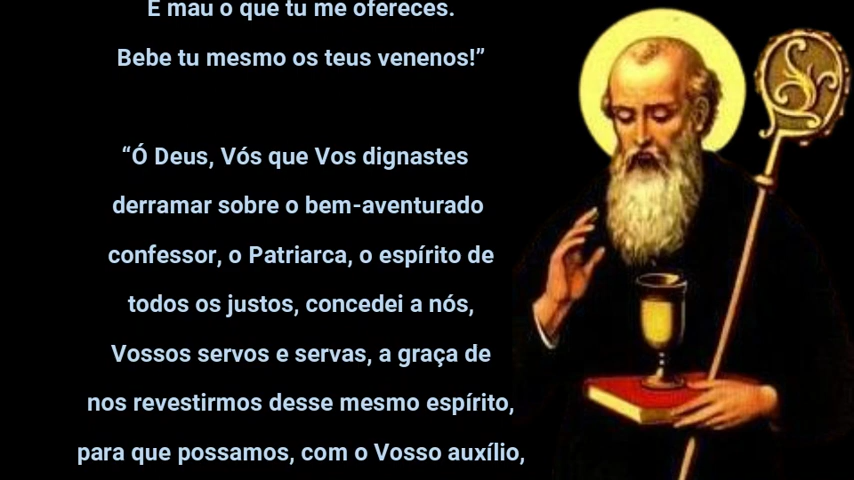 É mau o que tu me ofereces.
Bebe tu mesmo os teus venenos!”
“Ó Deus, Vós que Vos dignastes
derramar sobre o bem-aventurado
confessor, o Patriarca, o espírito de
todos os justos, concedei a nós,
Vossos servos e servas, a graça de
nos revestirmos desse mesmo espírito,
para que possamos, com o Vosso auxílio,